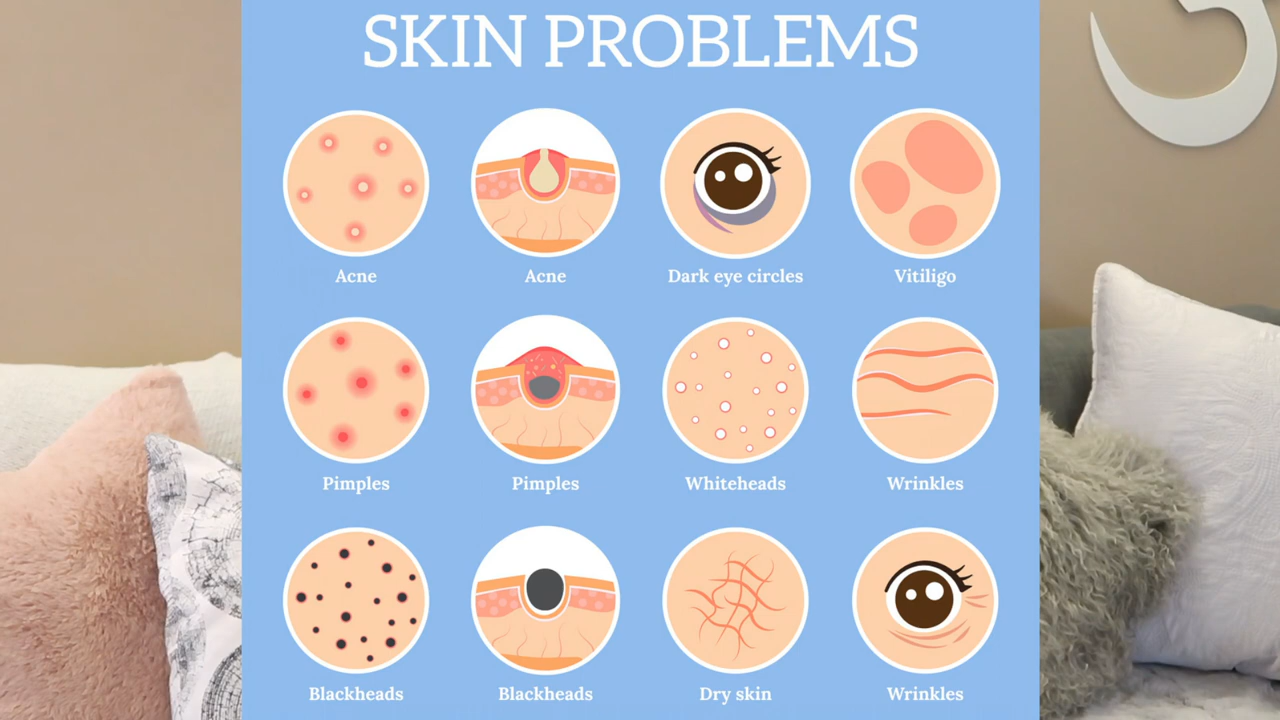 SKIN PROBLEMS
Acne
Acne
Dark eye circles
Vitiligo
Pimples
Pimples
Whiteheads
Wrinkles
Blackheads
Blackheads
Dry skin
Wrinkles